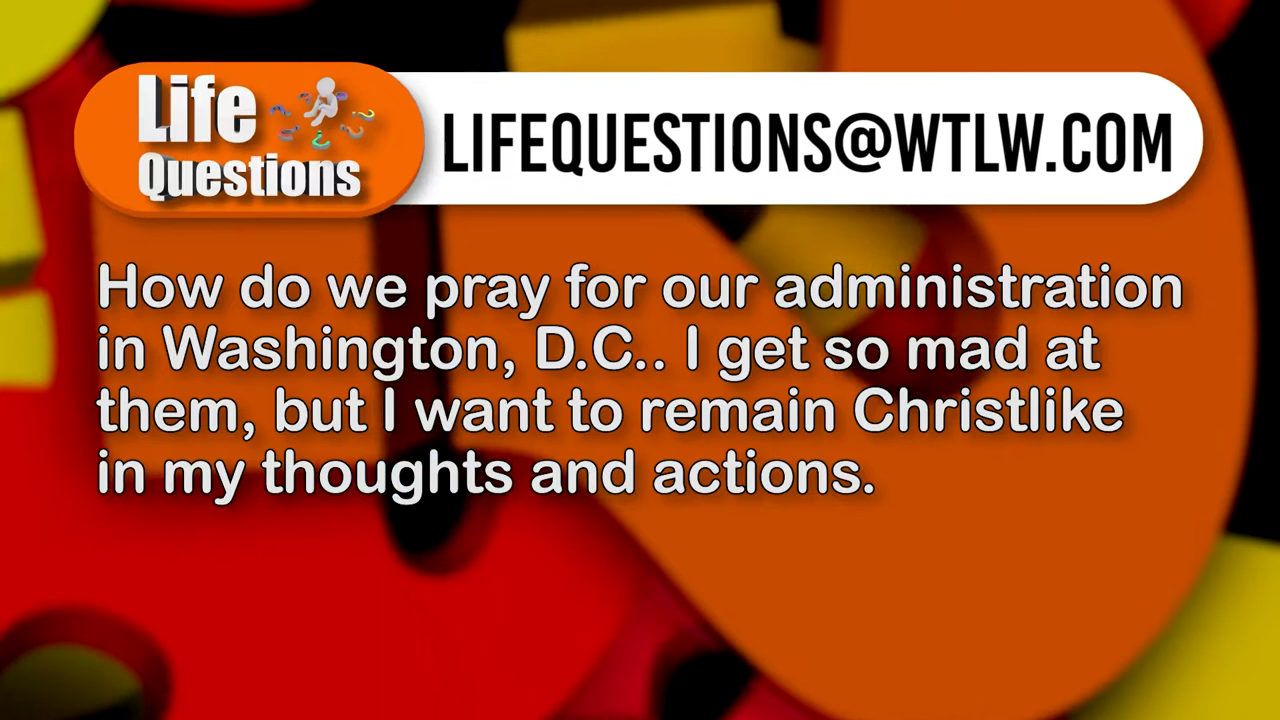 Life
Questions
LIFEQUESTIONS@WTLW.COM
How do we pray for our administration
in Washington, D.C.. I get so mad at
them, but I want to remain Christlike
in my thoughts and actions.